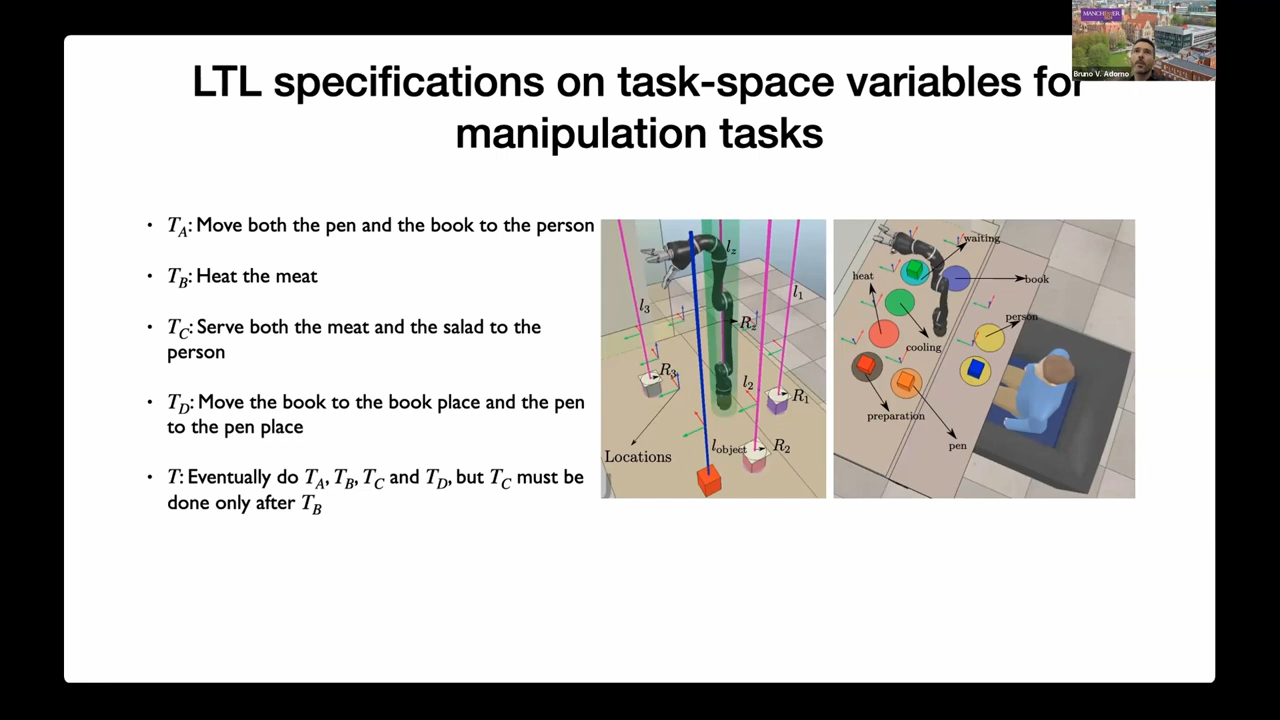 MANCHESTER
Bruno V. Adorno
LTL specifications on task-space variables for
manipulation tasks
• T_A: Move both the pen and the book to the person
• T_B: Heat the meat
• T_C: Serve both the meat and the salad to the
person
• T_D: Move the book to the book place and the pen
to the pen place
• T: Eventually do T_A, T_B, T_C and T_D, but T_C must be
done only after T_B
l_z
l_3
l_1
R_z
R_3
l_2
R_1
l_object
R_2
Locations
waiting
heat
book
person
cooling
preparation
pen